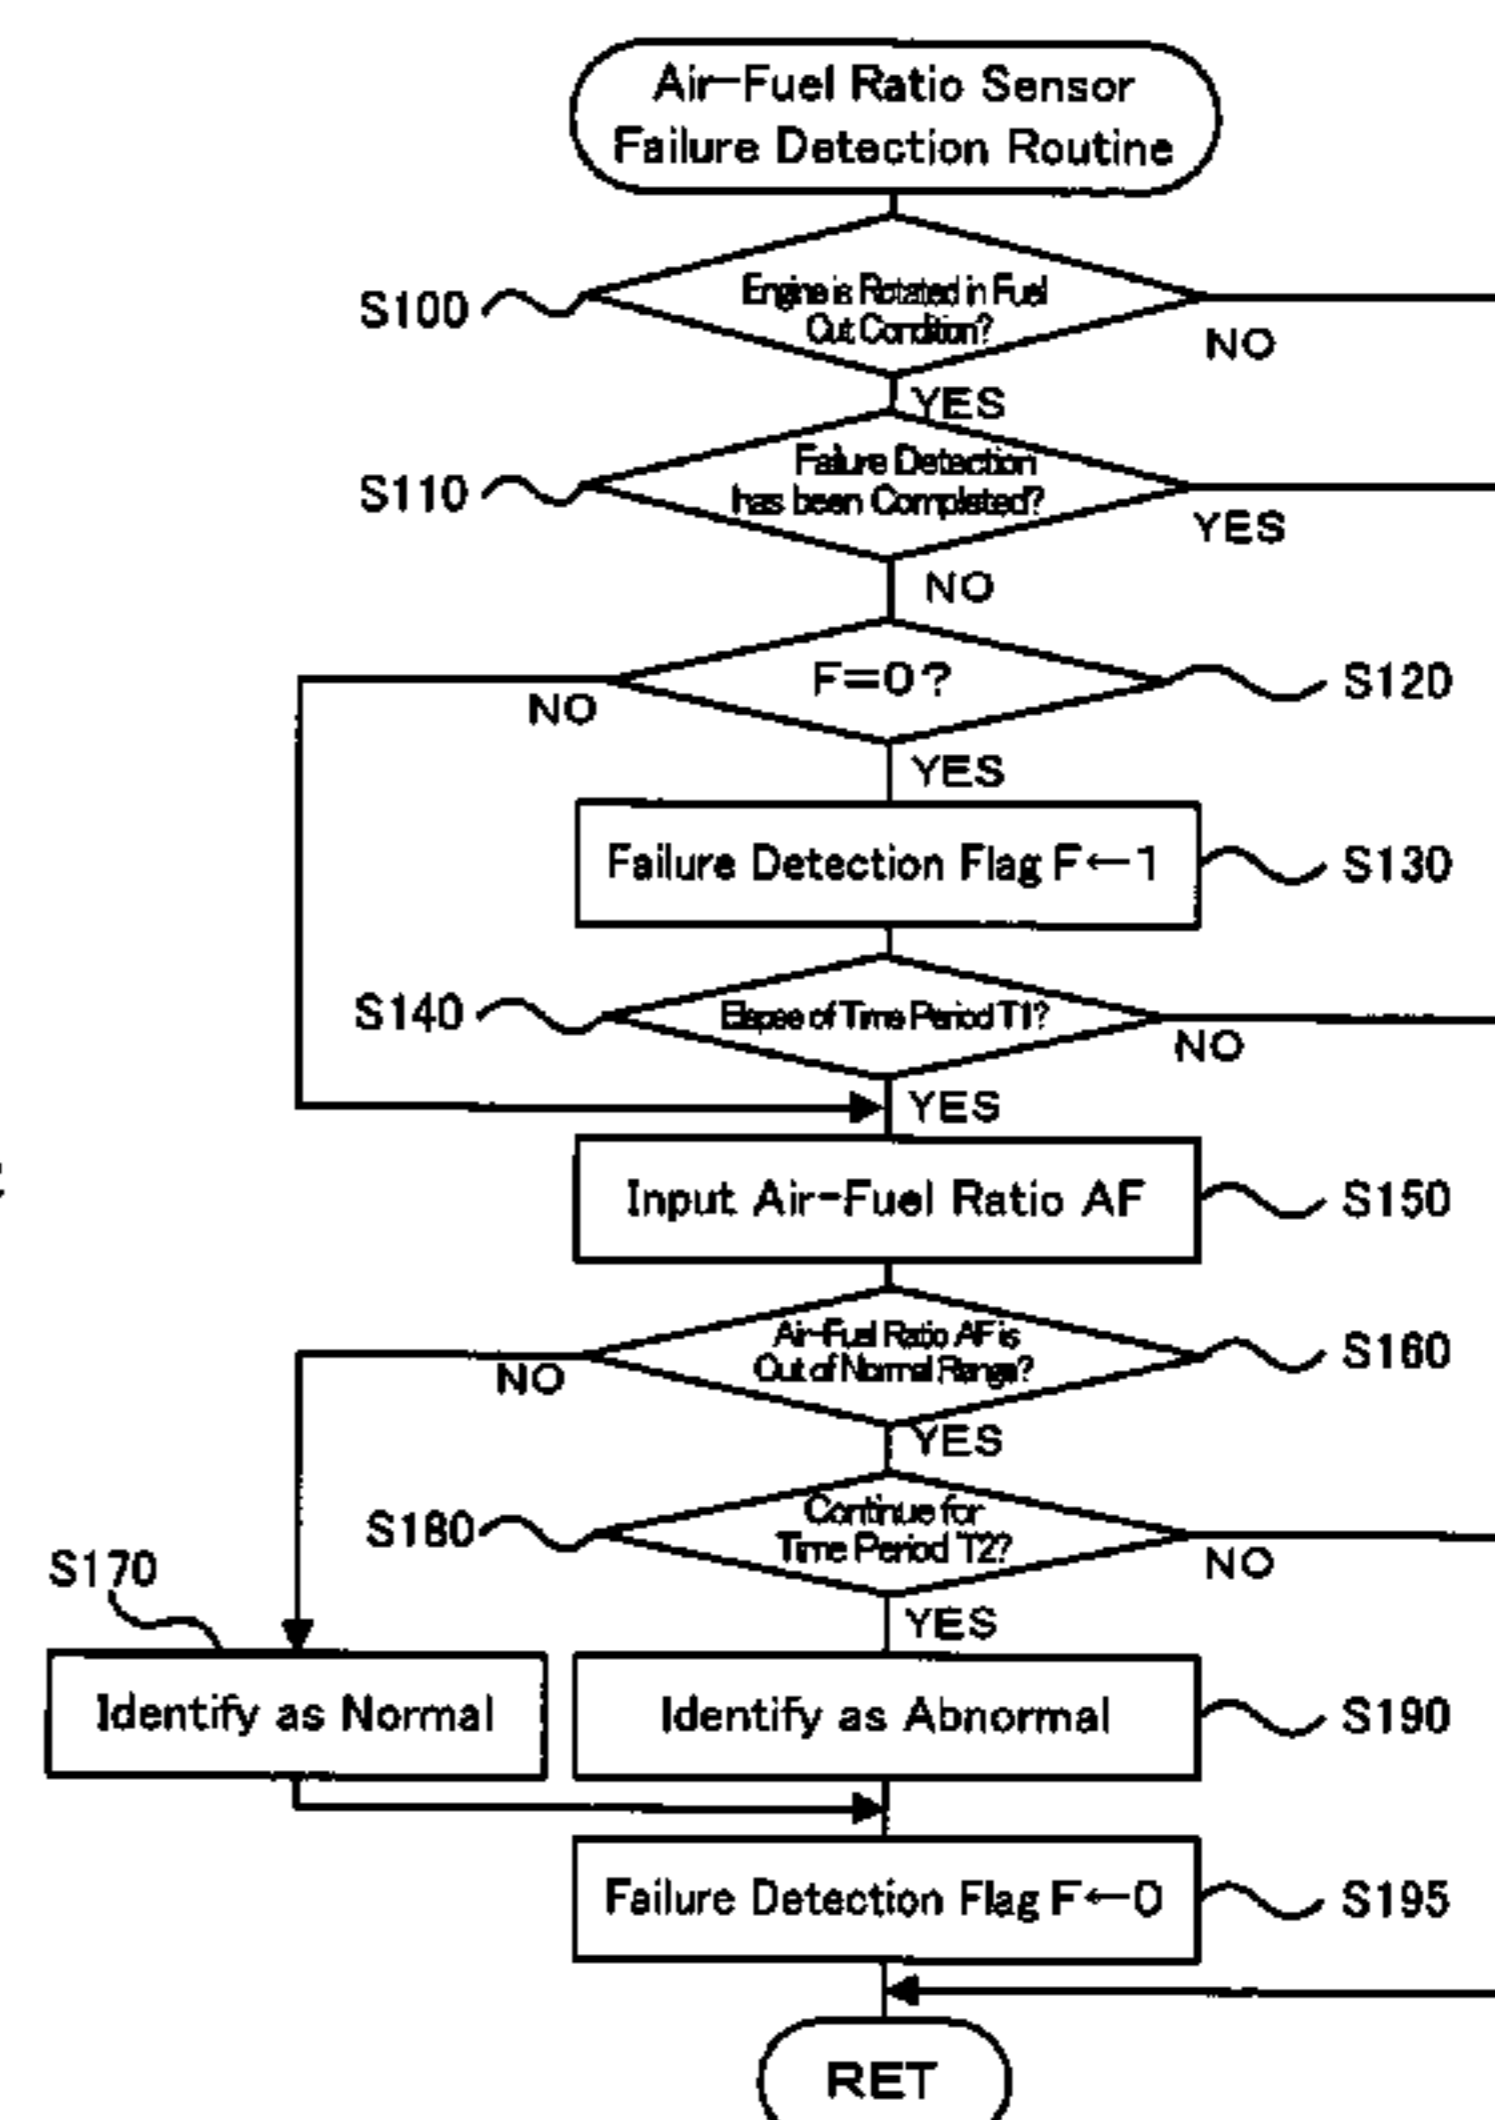 Air-Fuel Ratio Sensor
Failure Detection Routine
S100
Engine is Rotated in Fuel
Cut Condition?
NO
YES
S110
Failure Detection
has been Completed?
YES
NO
F=0?
S120
NO
YES
Failure Detection Flag F←1
S130
S140
Elapse of Time Period T1?
NO
YES
Input Air-Fuel Ratio AF
S150
Air-Fuel Ratio AF is
Out of Normal Range?
S160
NO
YES
S180
Continue for
Time Period T2?
NO
YES
S170
Identify as Normal
Identify as Abnormal
S190
Failure Detection Flag F←0
S195
RET